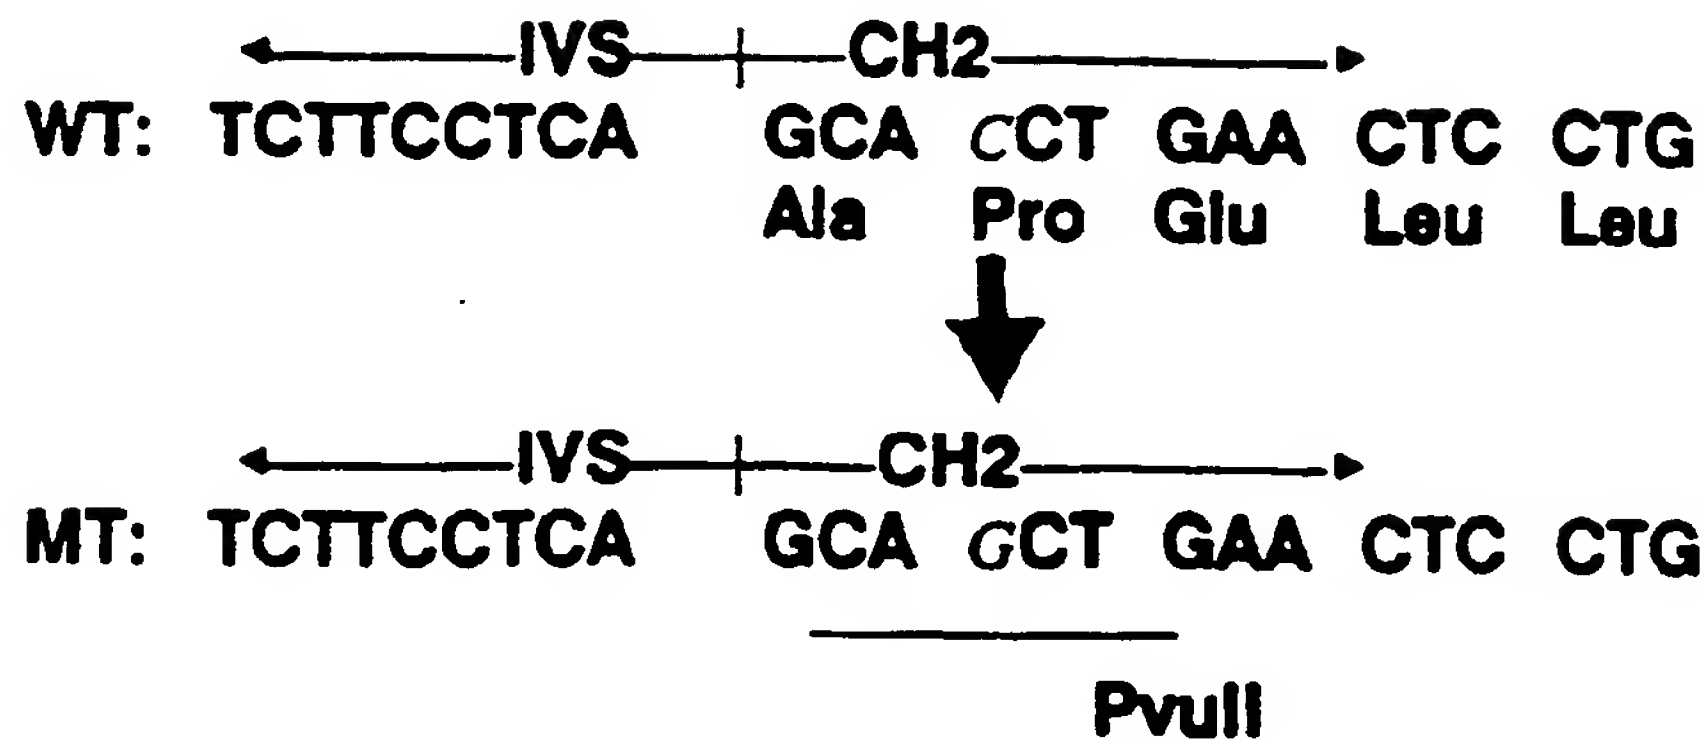 IVS CH2
WT: TCTTCCTCA GCA CCT GAA CTC CTG
Ala Pro Glu Leu Leu
IVS CH2
MT: TCTTCCTCA GCA GCT GAA CTC CTG
PvuII